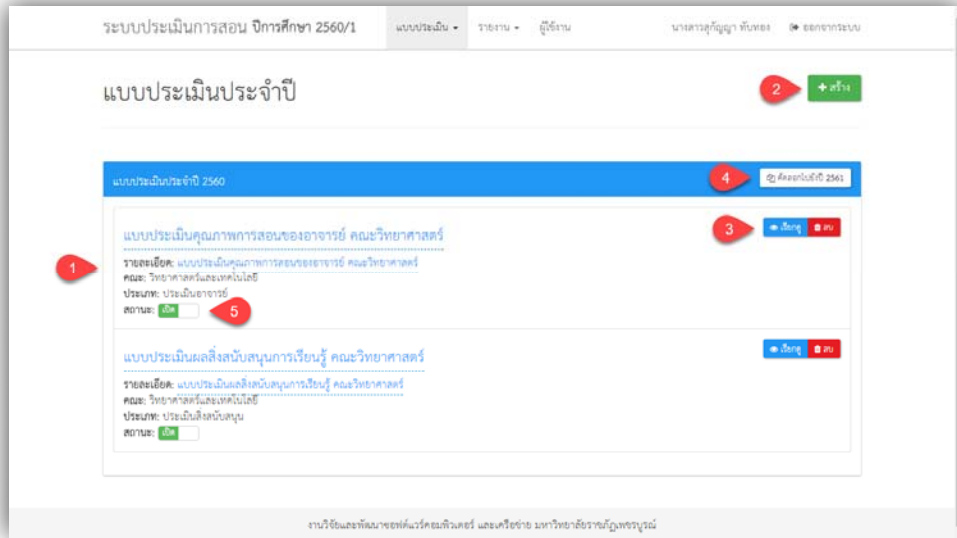 ระบบประเมินการสอน ปีการศึกษา 2560/1 แบบประเมิน รายงาน ผู้ใช้งาน นางสาวสุกัญญา ทับทอง ออกจากระบบ
แบบประเมินประจำปี
2 สร้าง
แบบประเมินประจำปี 2560
4 คัดลอกไปยังปี 2561
แบบประเมินคุณภาพการสอนของอาจารย์ คณะวิทยาศาสตร์
3 เรียกดู ลบ
1 รายละเอียด: แบบประเมินคุณภาพการสอนของอาจารย์ คณะวิทยาศาสตร์
คณะ: วิทยาศาสตร์และเทคโนโลยี
ประเภท: ประเมินอาจารย์
สถานะ: เปิด 5
แบบประเมินผลสิ่งสนับสนุนการเรียนรู้ คณะวิทยาศาสตร์
เรียกดู ลบ
รายละเอียด: แบบประเมินผลสิ่งสนับสนุนการเรียนรู้ คณะวิทยาศาสตร์
คณะ: วิทยาศาสตร์และเทคโนโลยี
ประเภท: ประเมินสิ่งสนับสนุน
สถานะ: เปิด
งานวิจัยและพัฒนาซอฟต์แวร์คอมพิวเตอร์ และเครือข่าย มหาวิทยาลัยราชภัฏเพชรบูรณ์